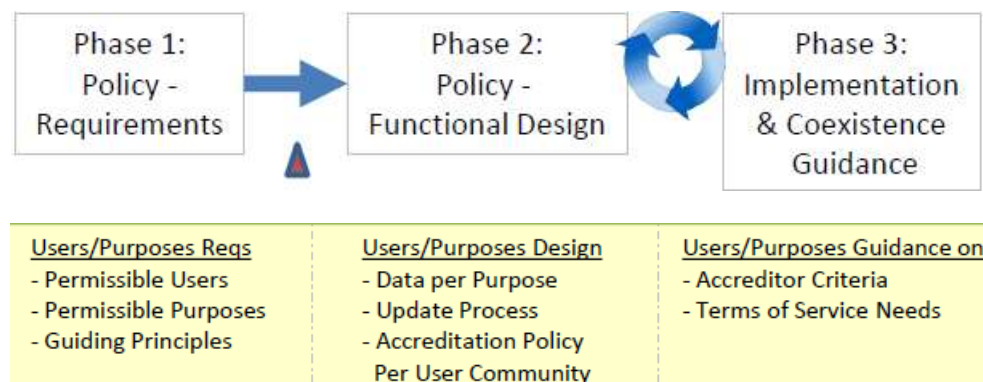 Phase 1:
Policy -
Requirements
Phase 2:
Policy -
Functional Design
Phase 3:
Implementation
& Coexistence
Guidance
Users/Purposes Reqs
- Permissible Users
- Permissible Purposes
- Guiding Principles
Users/Purposes Design
- Data per Purpose
- Update Process
- Accreditation Policy
Per User Community
Users/Purposes Guidance on
- Accreditor Criteria
- Terms of Service Needs